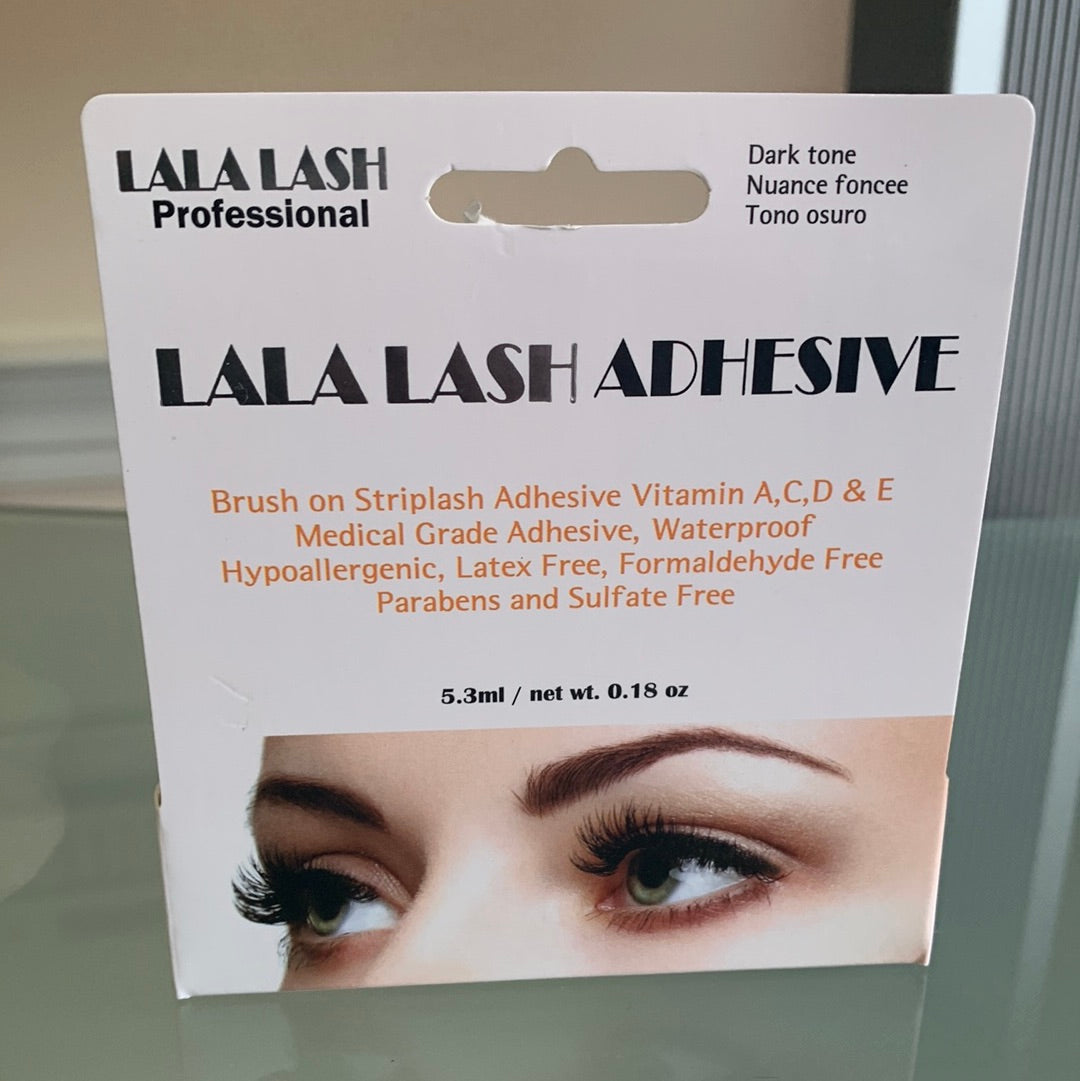 LALA LASH
Professional
Dark tone
Nuance foncee
Tono osuro
LALA LASH ADHESIVE
Brush on Striplash Adhesive Vitamin A,C,D & E
Medical Grade Adhesive, Waterproof
Hypoallergenic, Latex Free, Formaldehyde Free
Parabens and Sulfate Free
5.3ml / net wt. 0.18 oz